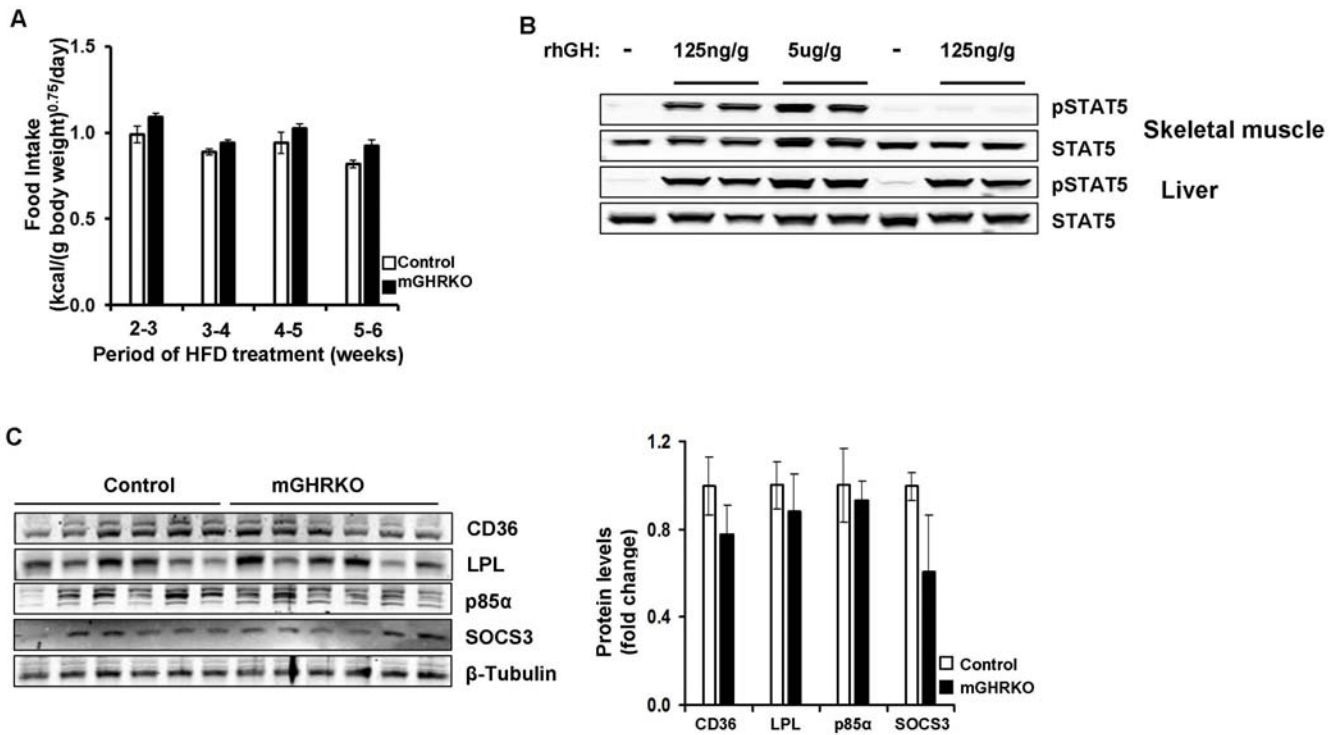 A
Food Intake
(kcal/(g body weight)0.75/day)
1.5
1.0
0.5
0.0
Control
mGHRKO
2-3 3-4 4-5 5-6
Period of HFD treatment (weeks)
B
rhGH: - 125ng/g 5ug/g - 125ng/g
pSTAT5
STAT5
Skeletal muscle
pSTAT5
STAT5
Liver
C
Control mGHRKO
CD36
LPL
p85α
SOCS3
β-Tubulin
Protein levels
(fold change)
1.2
0.8
0.4
0.0
Control
mGHRKO
CD36 LPL p85α SOCS3